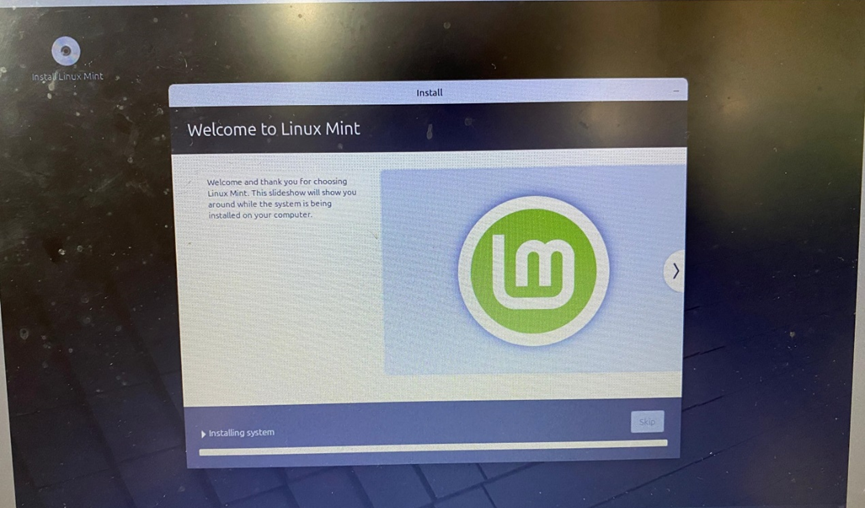 Install Linux Mint
Install
Welcome to Linux Mint
Welcome and thank you for choosing
Linux Mint. This slideshow will show you
around while the system is being
installed on your computer.
lm
Installing system
Skip